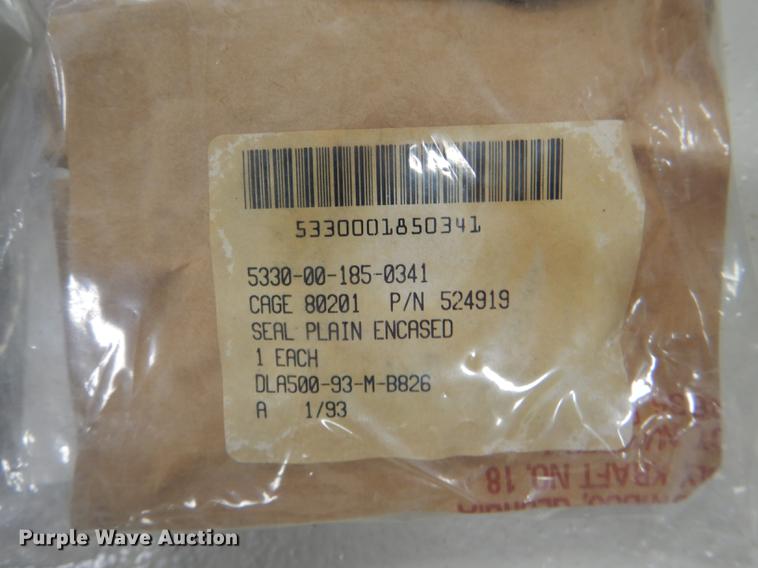 5330001850341
5330-00-185-0341
CAGE 80201 P/N 524919
SEAL PLAIN ENCASED
1 EACH
DLA500-93-M-B826
A 1/93
KRAFT NO. 18
GEORGIA
Purple Wave Auction